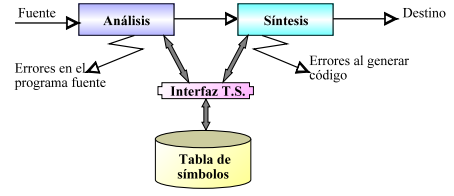 Fuente
Análisis
Síntesis
Destino
Errores en el
programa fuente
Errores al generar
código
Interfaz T.S.
Tabla de
símbolos